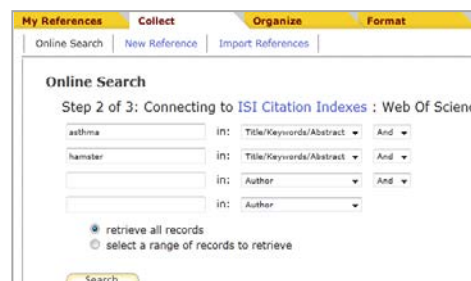 My References Collect Organize Format
Online Search New Reference Import References
Online Search
Step 2 of 3: Connecting to ISI Citation Indexes : Web Of Scien
asthma in: Title/Keywords/Abstract And
hamster in: Title/Keywords/Abstract And
in: Author And
in: Author
retrieve all records
select a range of records to retrieve
Search